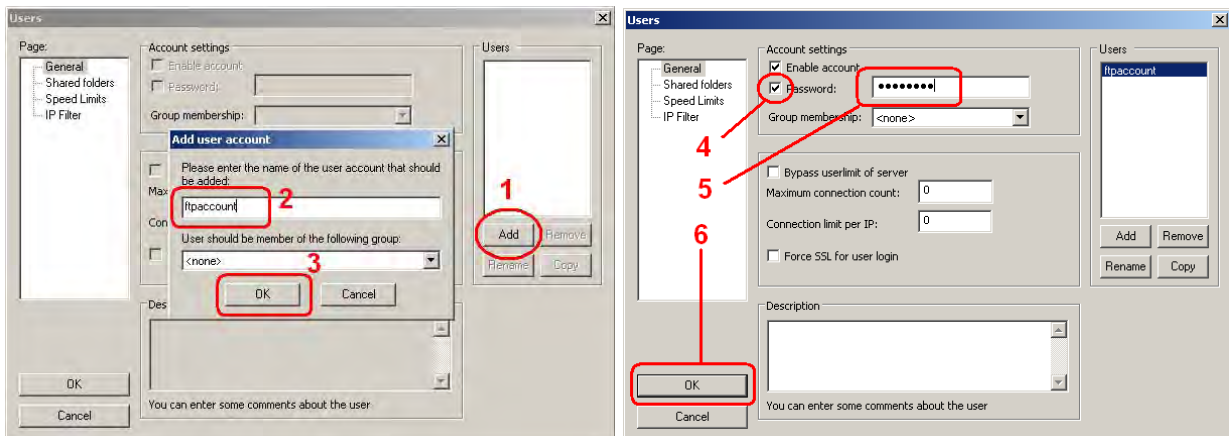 Users
Page:
General
Shared folders
Speed Limits
IP Filter
Account settings
Enable account
Password:
Group membership:
Users
Add user account
Please enter the name of the user account that should
be added:
ftpaccount
2
User should be member of the following group:
<none>
3
OK
Cancel
Max
Con
Des
1
Add
Remove
Rename
Copy
You can enter some comments about the user
OK
Cancel
Users
Page:
General
Shared folders
Speed Limits
IP Filter
Account settings
Enable account
Password:
••••••••
Group membership:
<none>
4
5
Bypass userlimit of server
Maximum connection count:
0
Connection limit per IP:
0
Force SSL for user login
Users
ftpaccount
Add
Remove
Rename
Copy
6
Description
You can enter some comments about the user
OK
Cancel